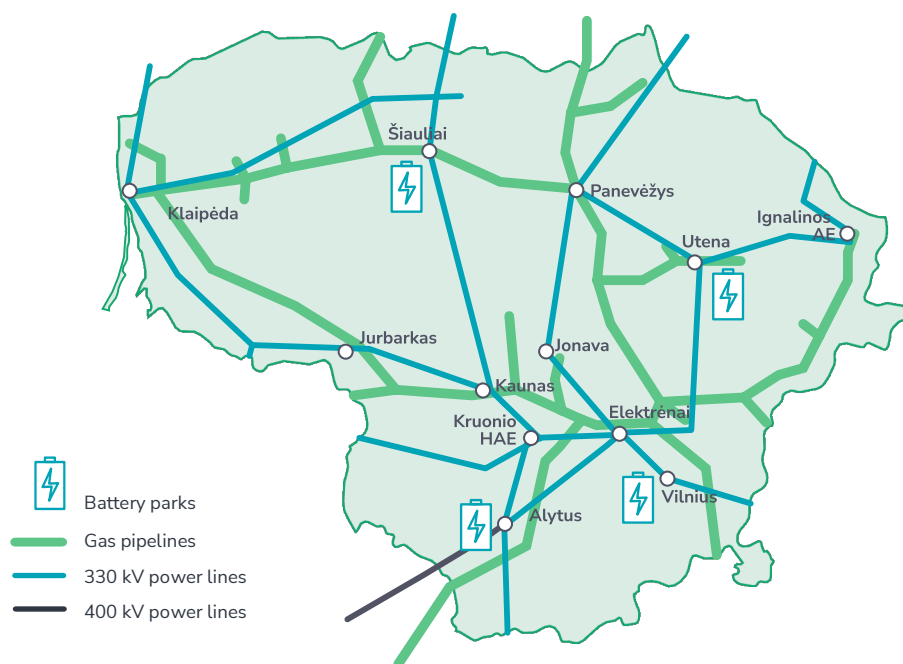 Šiauliai
Panevėžys
Klaipėda
Ignalinos
AE
Utena
Jurbarkas
Jonava
Kaunas
Elektrėnai
Kruonio
HAE
Vilnius
Alytus
Battery parks
Gas pipelines
330 kV power lines
400 kV power lines